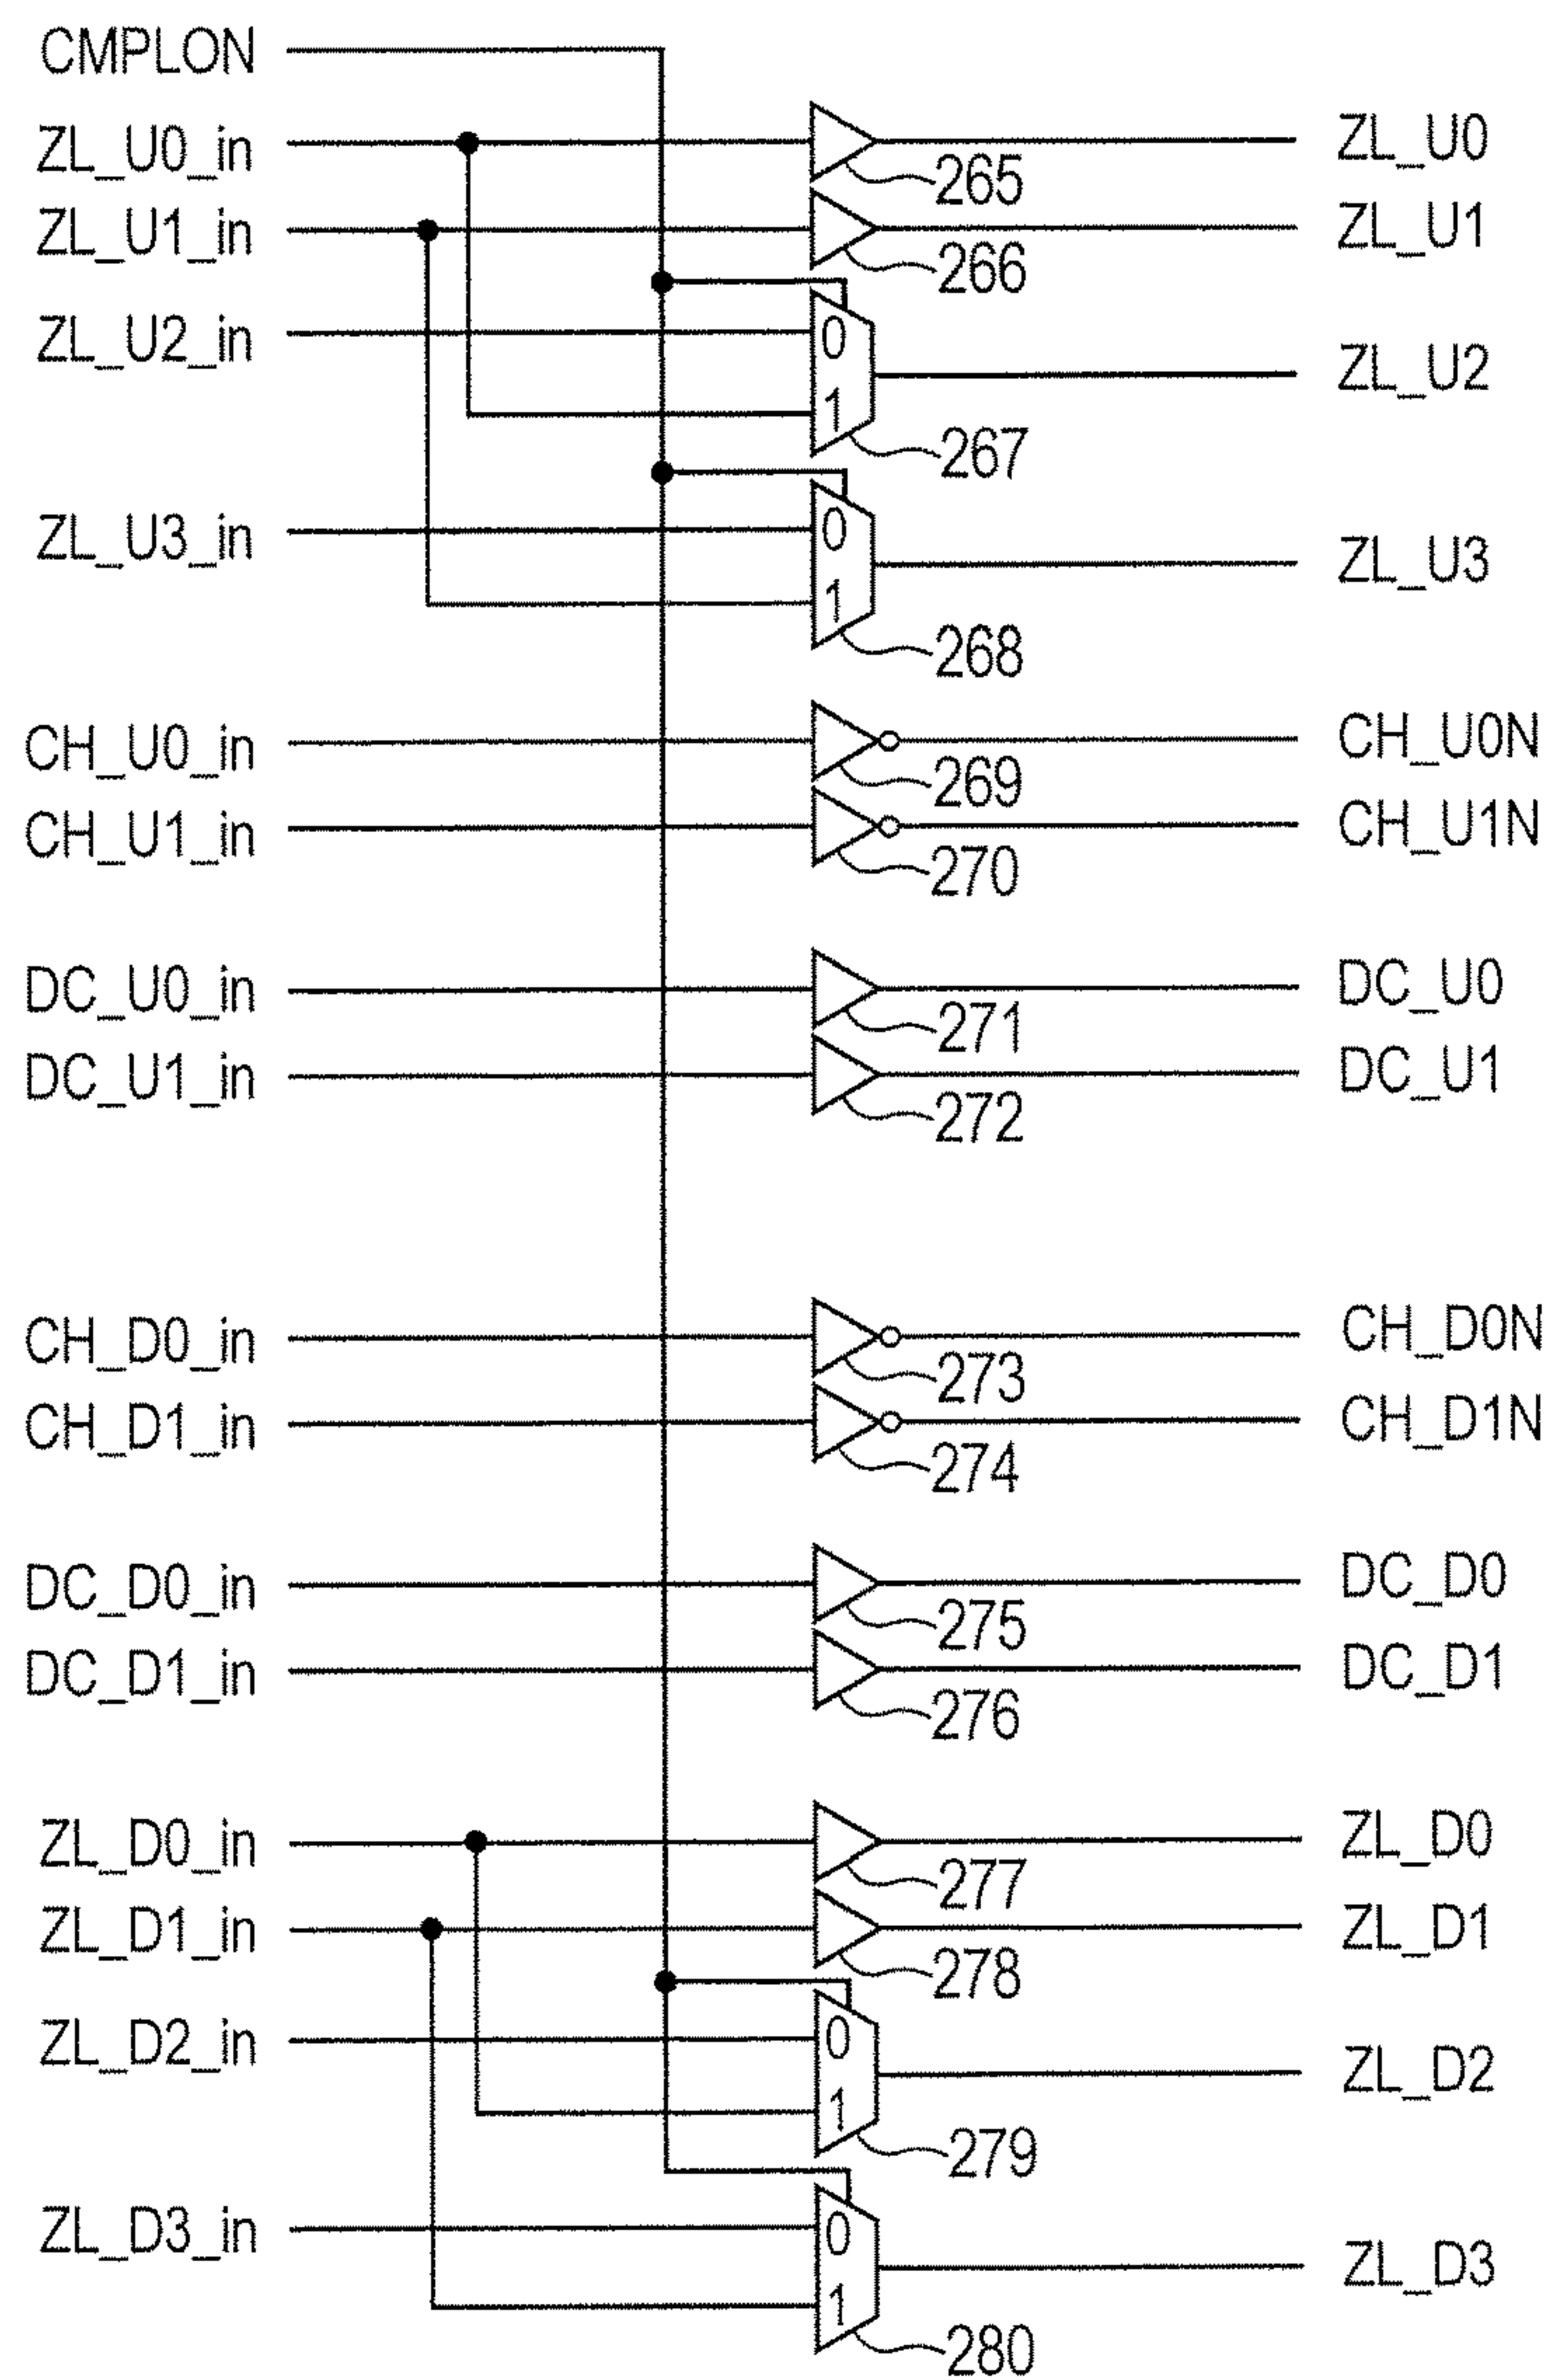 CMPLON
ZL_U0_in
265
ZL_U0
ZL_U1_in
266
ZL_U1
ZL_U2_in
0
1
267
ZL_U2
ZL_U3_in
0
1
268
ZL_U3
CH_U0_in
269
CH_U0N
CH_U1_in
270
CH_U1N
DC_U0_in
271
DC_U0
DC_U1_in
272
DC_U1
CH_D0_in
273
CH_D0N
CH_D1_in
274
CH_D1N
DC_D0_in
275
DC_D0
DC_D1_in
276
DC_D1
ZL_D0_in
277
ZL_D0
ZL_D1_in
278
ZL_D1
ZL_D2_in
0
1
279
ZL_D2
ZL_D3_in
0
1
280
ZL_D3